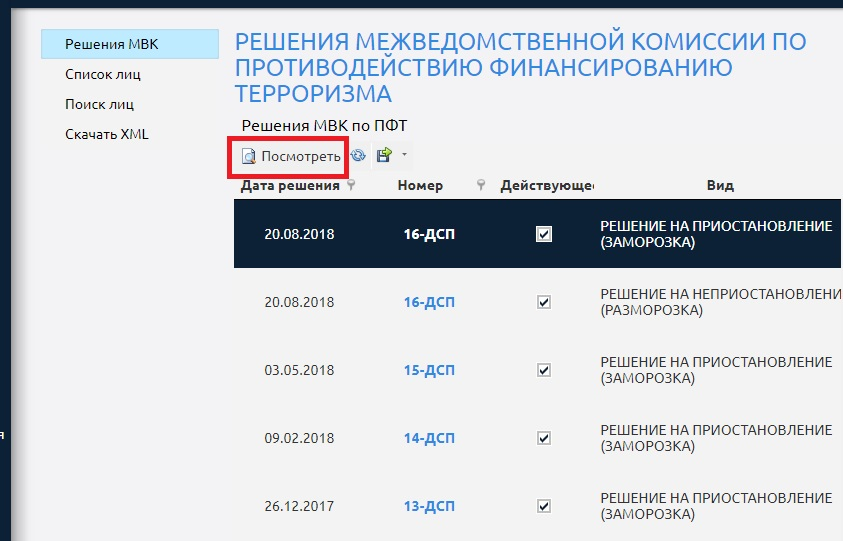 Решения МВК
Список лиц
Поиск лиц
Скачать XML
РЕШЕНИЯ МЕЖВЕДОМСТВЕННОЙ КОМИССИИ ПО
ПРОТИВОДЕЙСТВИЮ ФИНАНСИРОВАНИЮ
ТЕРРОРИЗМА
Решения МВК по ПФТ
Посмотреть
Дата решения Номер Действующе Вид
20.08.2018 16-ДСП РЕШЕНИЕ НА ПРИОСТАНОВЛЕНИЕ
(ЗАМОРОЗКА)
20.08.2018 16-ДСП РЕШЕНИЕ НА НЕПРИОСТАНОВЛЕНИ
(РАЗМОРОЗКА)
03.05.2018 15-ДСП РЕШЕНИЕ НА ПРИОСТАНОВЛЕНИЕ
(ЗАМОРОЗКА)
09.02.2018 14-ДСП РЕШЕНИЕ НА ПРИОСТАНОВЛЕНИЕ
(ЗАМОРОЗКА)
я
26.12.2017 13-ДСП РЕШЕНИЕ НА ПРИОСТАНОВЛЕНИЕ
(ЗАМОРОЗКА)